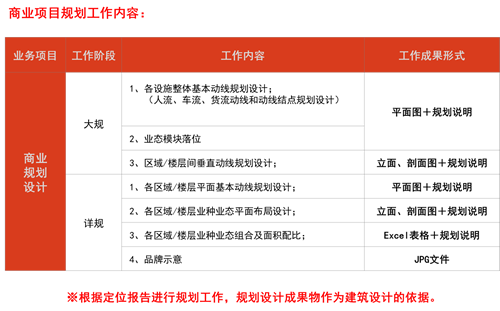 商业项目规划工作内容：
业务项目 工作阶段 工作内容 工作成果形式
商业
规划
设计
大规
1、各设施整体基本动线规划设计；
（人流、车流、货流动线和动线结点规划设计）
平面图＋规划说明
2、业态模块落位
3、区域/楼层间垂直动线规划设计； 立面、剖面图＋规划说明
详规
1、各区域/楼层平面基本动线规划设计； 平面图＋规划说明
2、各区域/楼层业种业态平面布局设计； 立面、剖面图＋规划说明
3、各区域/楼层业种业态组合及面积配比； Excel表格＋规划说明
4、品牌示意 JPG文件
※根据定位报告进行规划工作，规划设计成果物作为建筑设计的依据。